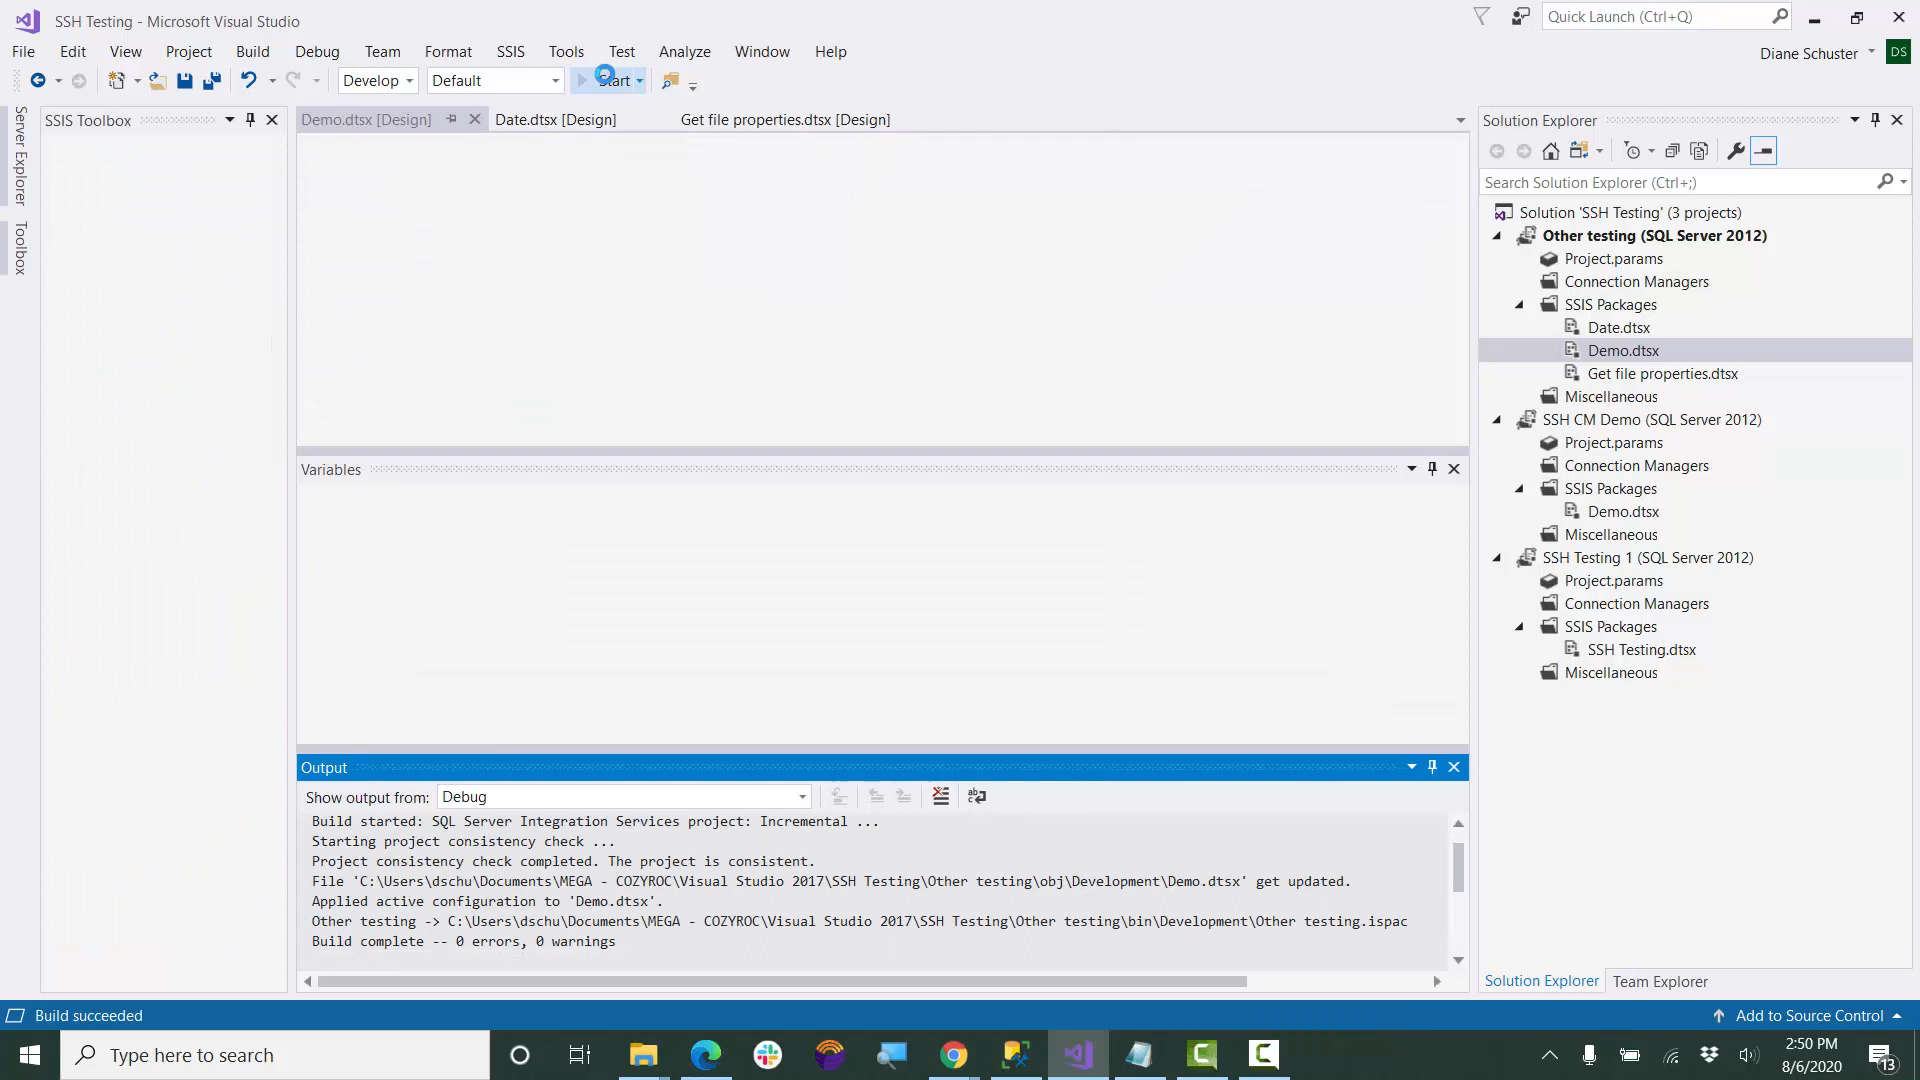 SSH Testing - Microsoft Visual Studio
Quick Launch (Ctrl+Q)
File Edit View Project Build Debug Team Format SSIS Tools Test Analyze Window Help
Diane Schuster DS
Develop Default Start
Server Explorer
Toolbox
SSIS Toolbox
Demo.dtsx [Design] Date.dtsx [Design] Get file properties.dtsx [Design]
Variables
Output
Show output from: Debug
Build started: SQL Server Integration Services project: Incremental ...
Starting project consistency check ...
Project consistency check completed. The project is consistent.
File 'C:\Users\dschu\Documents\MEGA - COZYROC\Visual Studio 2017\SSH Testing\Other testing\obj\Development\Demo.dtsx' get updated.
Applied active configuration to 'Demo.dtsx'.
Other testing -> C:\Users\dschu\Documents\MEGA - COZYROC\Visual Studio 2017\SSH Testing\Other testing\bin\Development\Other testing.ispac
Build complete -- 0 errors, 0 warnings
Solution Explorer
Search Solution Explorer (Ctrl+;)
Solution 'SSH Testing' (3 projects)
Other testing (SQL Server 2012)
Project.params
Connection Managers
SSIS Packages
Date.dtsx
Demo.dtsx
Get file properties.dtsx
Miscellaneous
SSH CM Demo (SQL Server 2012)
Project.params
Connection Managers
SSIS Packages
Demo.dtsx
Miscellaneous
SSH Testing 1 (SQL Server 2012)
Project.params
Connection Managers
SSIS Packages
SSH Testing.dtsx
Miscellaneous
Solution Explorer Team Explorer
Build succeeded
Add to Source Control
Type here to search
2:50 PM
8/6/2020
13